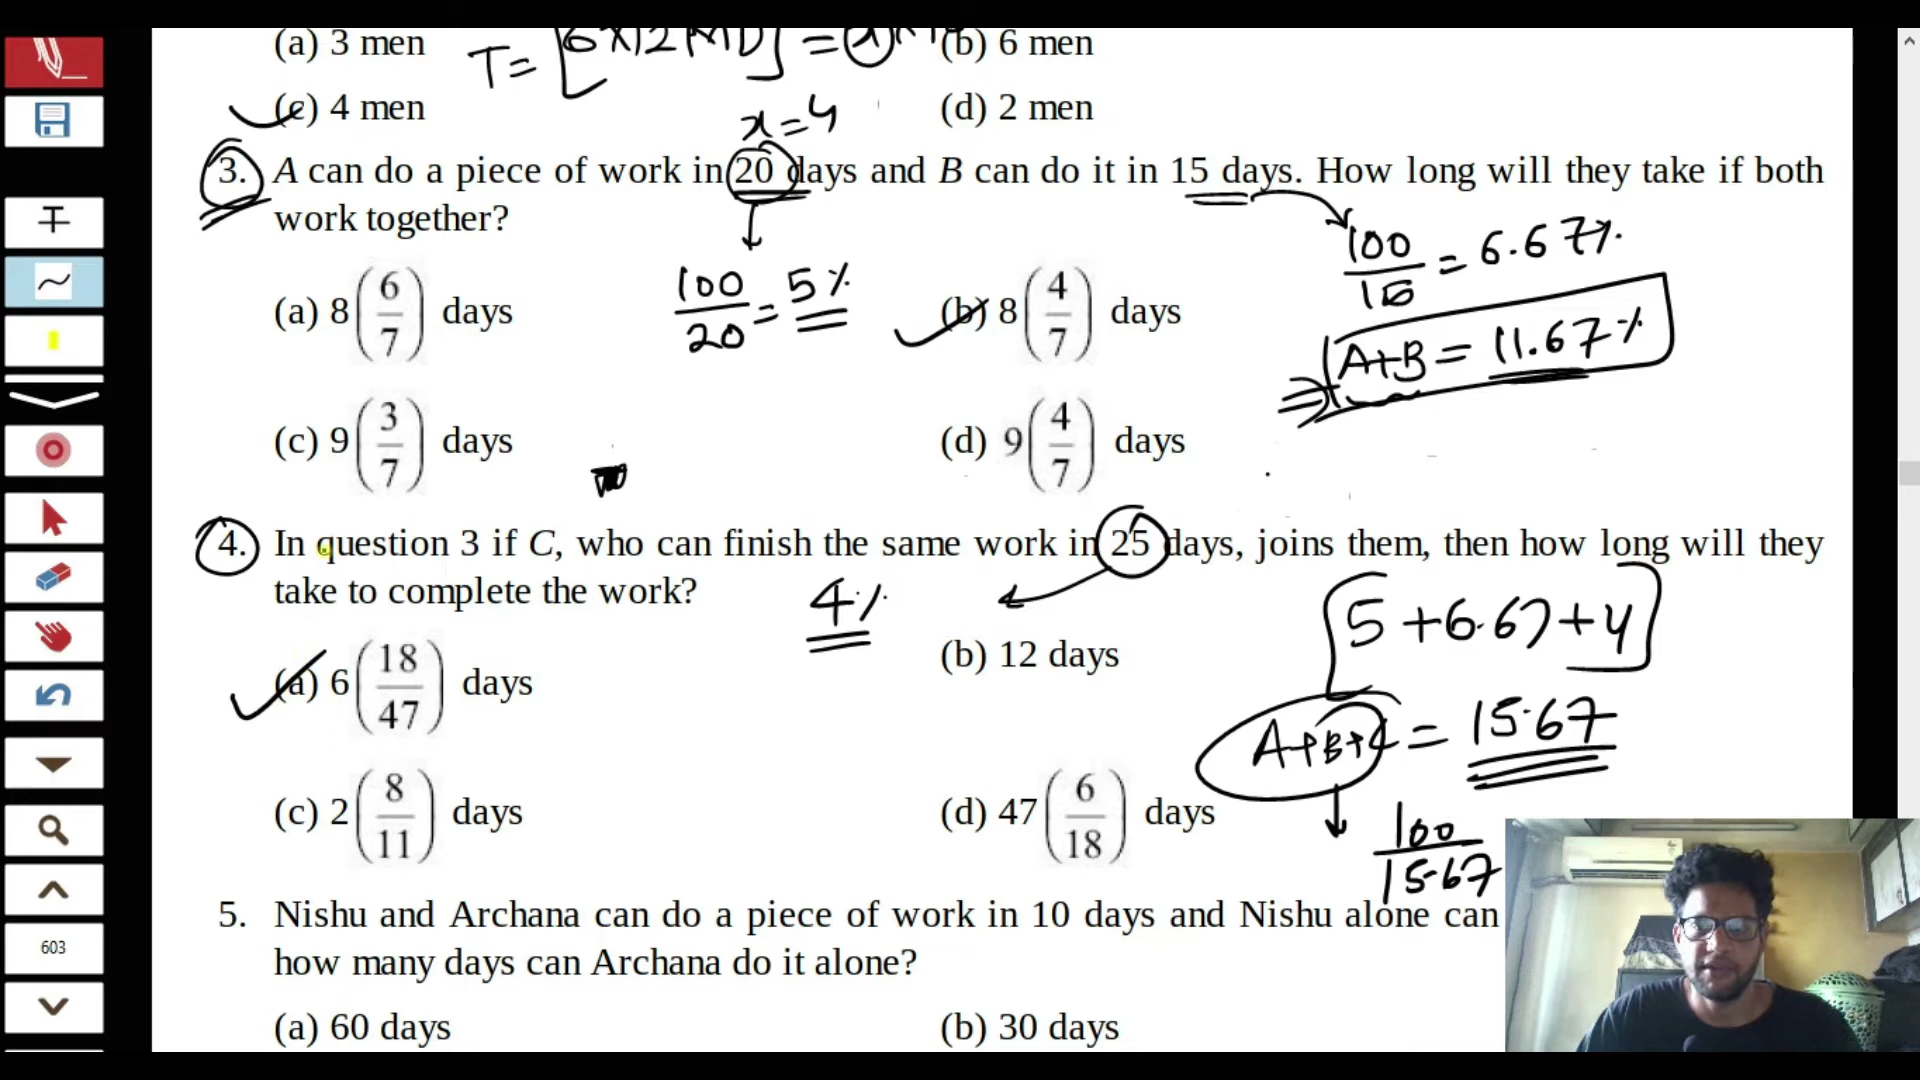 (a) 3 men
T= [6×12 MD] =
(b) 6 men
(c) 4 men
x=4
(d) 2 men
3. A can do a piece of work in 20 days and B can do it in 15 days. How long will they take if both
work together?
100/15 = 6.67%
(a) 8(6/7) days
100/20 = 5%
(b) 8(4/7) days
A+B = 11.67%
(c) 9(3/7) days
(d) 9(4/7) days
4. In question 3 if C, who can finish the same work in 25 days, joins them, then how long will they
take to complete the work?
4%
5+6.67+4
(a) 6(18/47) days
(b) 12 days
A+B+C = 15.67
(c) 2(8/11) days
(d) 47(6/18) days
100/15.67
5. Nishu and Archana can do a piece of work in 10 days and Nishu alone can
how many days can Archana do it alone?
603
(a) 60 days
(b) 30 days